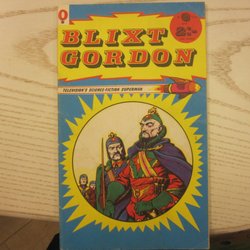 BLIXT
GORDON
TELEVISION'S SCIENCE-FICTION SUPERMAN